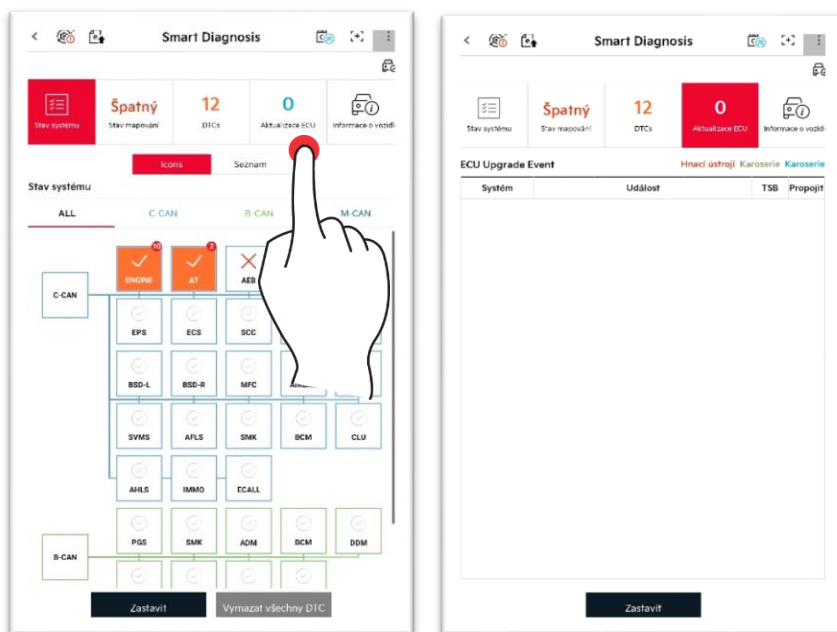 Smart Diagnosis
Stav systému
Špatný
Stav mapování
12
DTCs
0
Aktualizace ECU
Informace o vozidl
Icons
Seznam
Stav systému
ALL
C-CAN
B-CAN
M-CAN
10
2
ENGINE
AT
AEB
C-CAN
EPS
ECS
SCC
BSD-L
BSD-R
MFC
SVMS
AFLS
SMK
BCM
CLU
AHLS
IMMO
ECALL
B-CAN
PGS
SMK
ADM
BCM
DDM
Zastavit
Vymazat všechny DTC
Smart Diagnosis
Stav systému
Špatný
Stav mapování
12
DTCs
0
Aktualizace ECU
Informace o vozidl
ECU Upgrade Event
Hnací ústrojí Karoserie Karoserie
Systém
Událost
TSB
Propojit
Zastavit